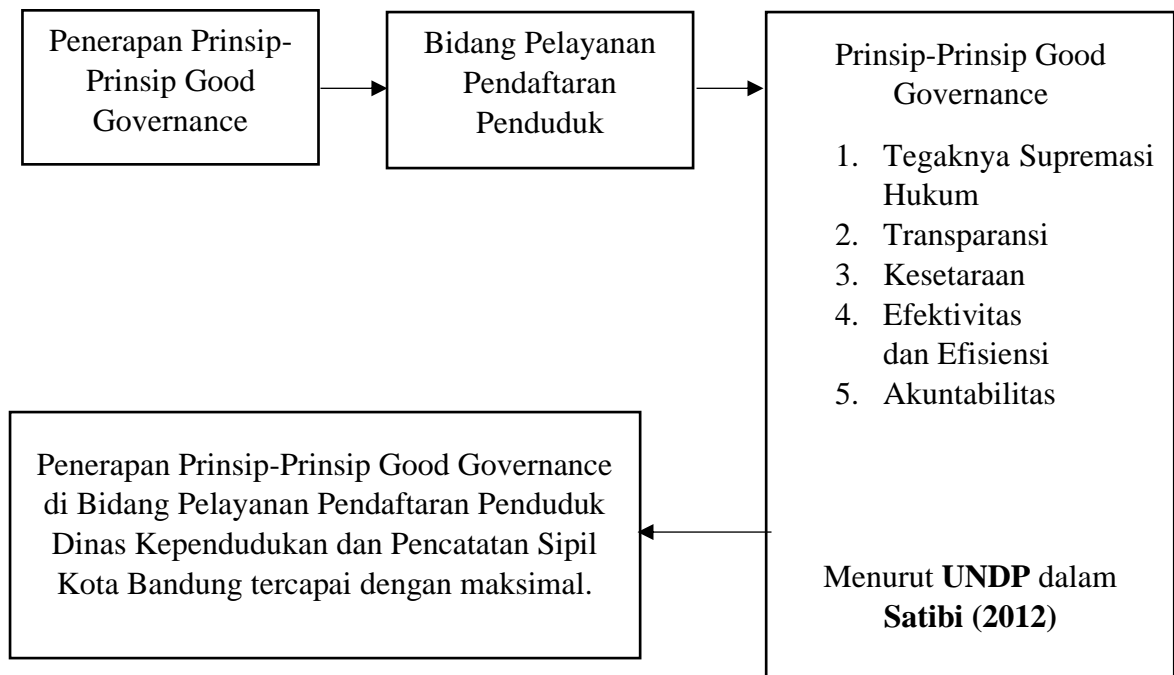 Penerapan Prinsip-
Prinsip Good
Governance
Bidang Pelayanan
Pendaftaran
Penduduk
Prinsip-Prinsip Good
Governance
1. Tegaknya Supremasi
Hukum
2. Transparansi
3. Kesetaraan
4. Efektivitas
dan Efisiensi
5. Akuntabilitas
Menurut UNDP dalam
Satibi (2012)
Penerapan Prinsip-Prinsip Good Governance
di Bidang Pelayanan Pendaftaran Penduduk
Dinas Kependudukan dan Pencatatan Sipil
Kota Bandung tercapai dengan maksimal.